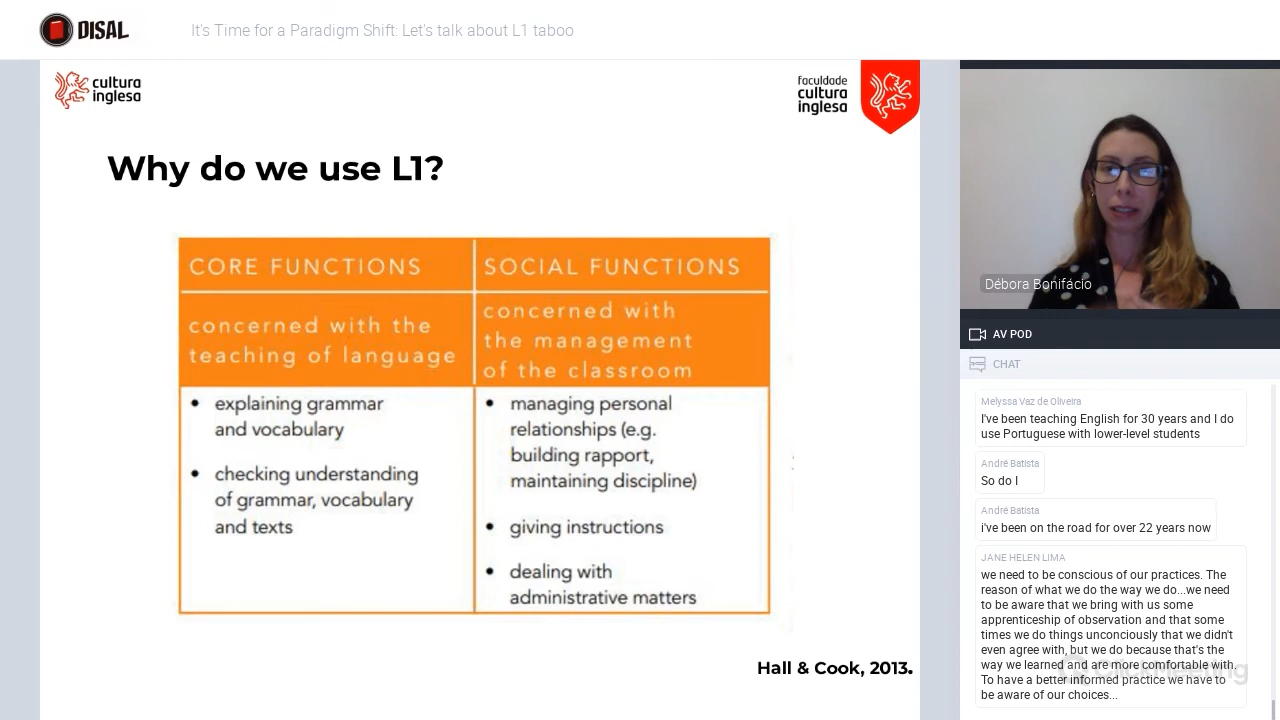 DISAL
It's Time for a Paradigm Shift: Let's talk about L1 taboo
cultura
inglesa
faculdade
cultura
inglesa
Why do we use L1?
CORE FUNCTIONS
SOCIAL FUNCTIONS
concerned with the
teaching of language
concerned with
the management
of the classroom
• explaining grammar
and vocabulary
• checking understanding
of grammar, vocabulary
and texts
• managing personal
relationships (e.g.
building rapport,
maintaining discipline)
• giving instructions
• dealing with
administrative matters
Hall & Cook, 2013.
Débora Bonifácio
AV POD
CHAT
Melyssa Vaz de Oliveira
I've been teaching English for 30 years and I do
use Portuguese with lower-level students
André Batista
So do I
André Batista
i've been on the road for over 22 years now
JANE HELEN LIMA
we need to be conscious of our practices. The
reason of what we do the way we do...we need
to be aware that we bring with us some
apprenticeship of observation and that some
times we do things unconciously that we didn't
even agree with, but we do because that's the
way we learned and are more comfortable with.
To have a better informed practice we have to
be aware of our choices...
ClickMeeting